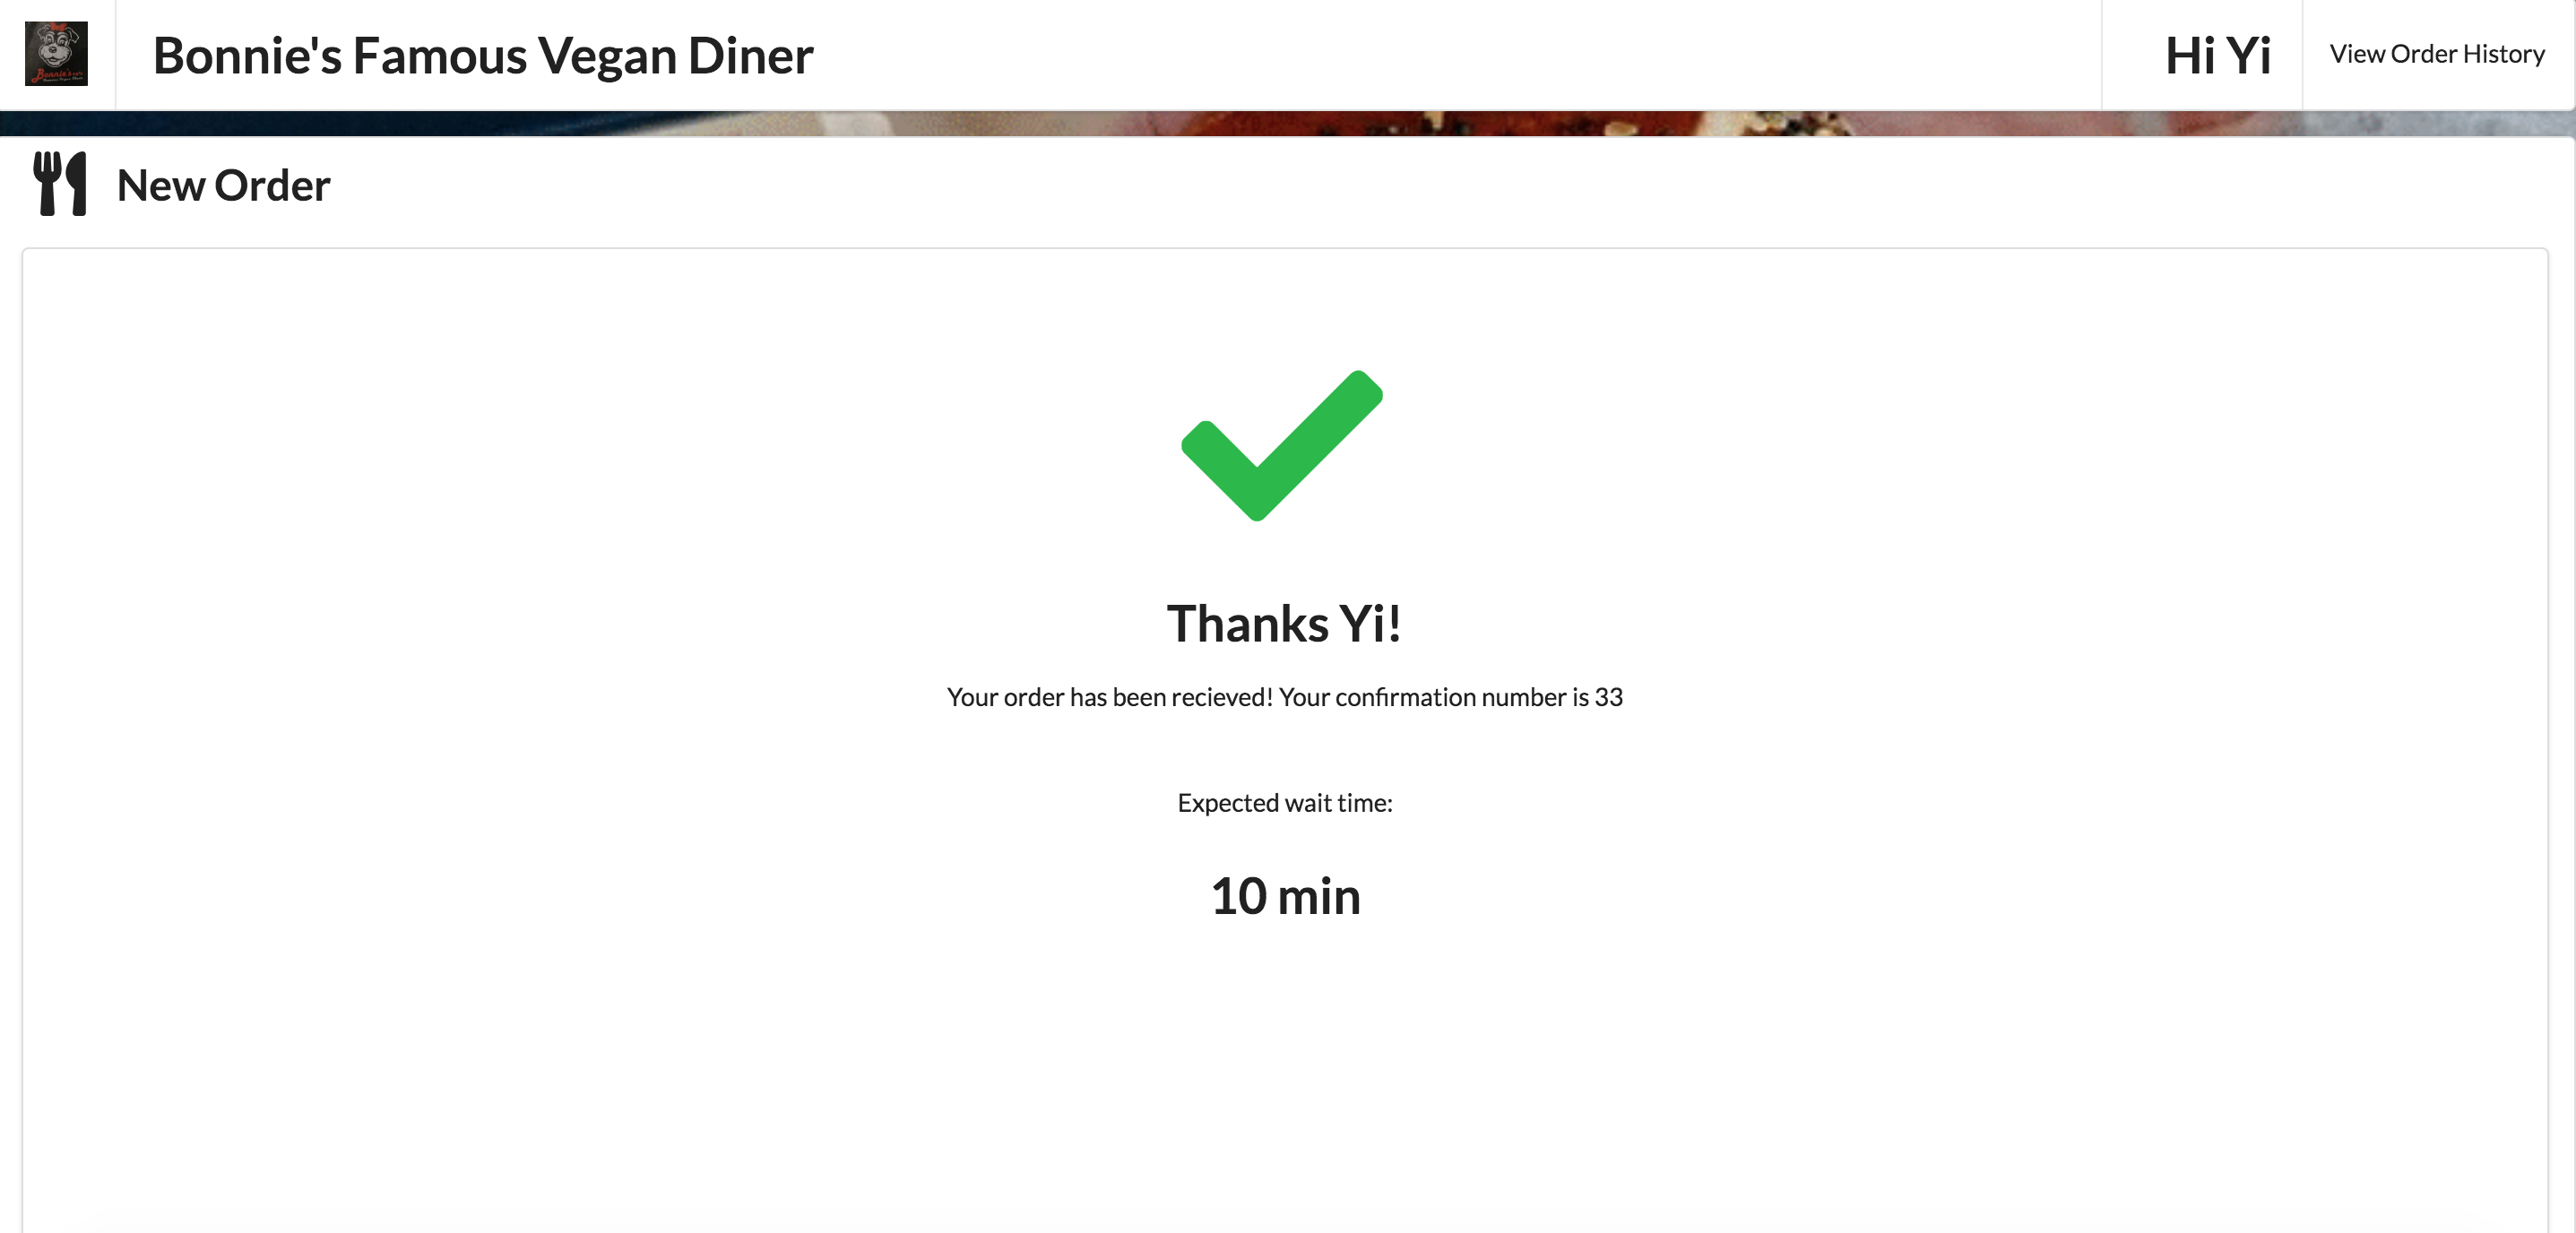 Bonnie's
Bonnie's Famous Vegan Diner
Hi Yi
View Order History
New Order
Thanks Yi!
Your order has been recieved! Your confirmation number is 33
Expected wait time:
10 min